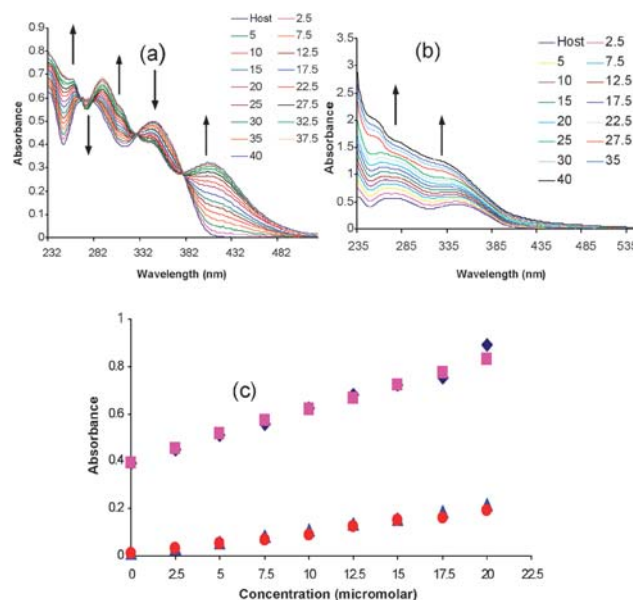 (a)
Host 2.5
5 7.5
10 12.5
15 17.5
20 22.5
25 27.5
30 32.5
35 37.5
40
0.9
0.8
0.7
0.6
0.5
0.4
0.3
0.2
0.1
0
Absorbance
232 282 332 382 432 482
Wavelength (nm)
(b)
Host 2.5
5 7.5
10 12.5
15 17.5
20 22.5
25 27.5
30 35
40
3.5
3
2.5
2
1.5
1
0.5
0
Absorbance
235 285 335 385 435 485 535
Wavelength (nm)
(c)
1
0.8
0.6
0.4
0.2
0
Absorbance
0 2.5 5 7.5 10 12.5 15 17.5 20 22.5
Concentration (micromolar)